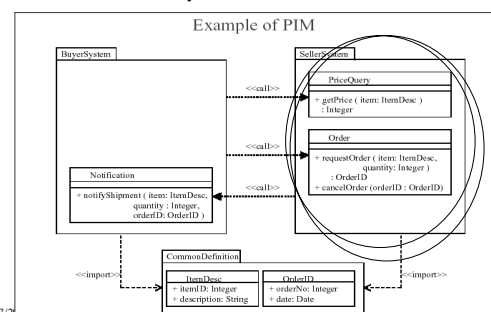 Example of PIM
BuyerSystem
SellerSystem
PriceQuery
<<call>>
+ getPrice ( item: ItemDesc )
: Integer
<<call>>
Order
+ requestOrder ( item: ItemDesc,
quantity: Integer )
: OrderID
+ cancelOrder (orderID : OrderID)
Notification
<<call>>
+ notifyShipment ( item: ItemDesc,
quantity : Integer,
orderID: OrderID )
CommonDefinition
<<import>>
<<import>>
ItemDesc
+ itemID: Integer
+ description: String
OrderID
+ orderNo: Integer
+ date: Date